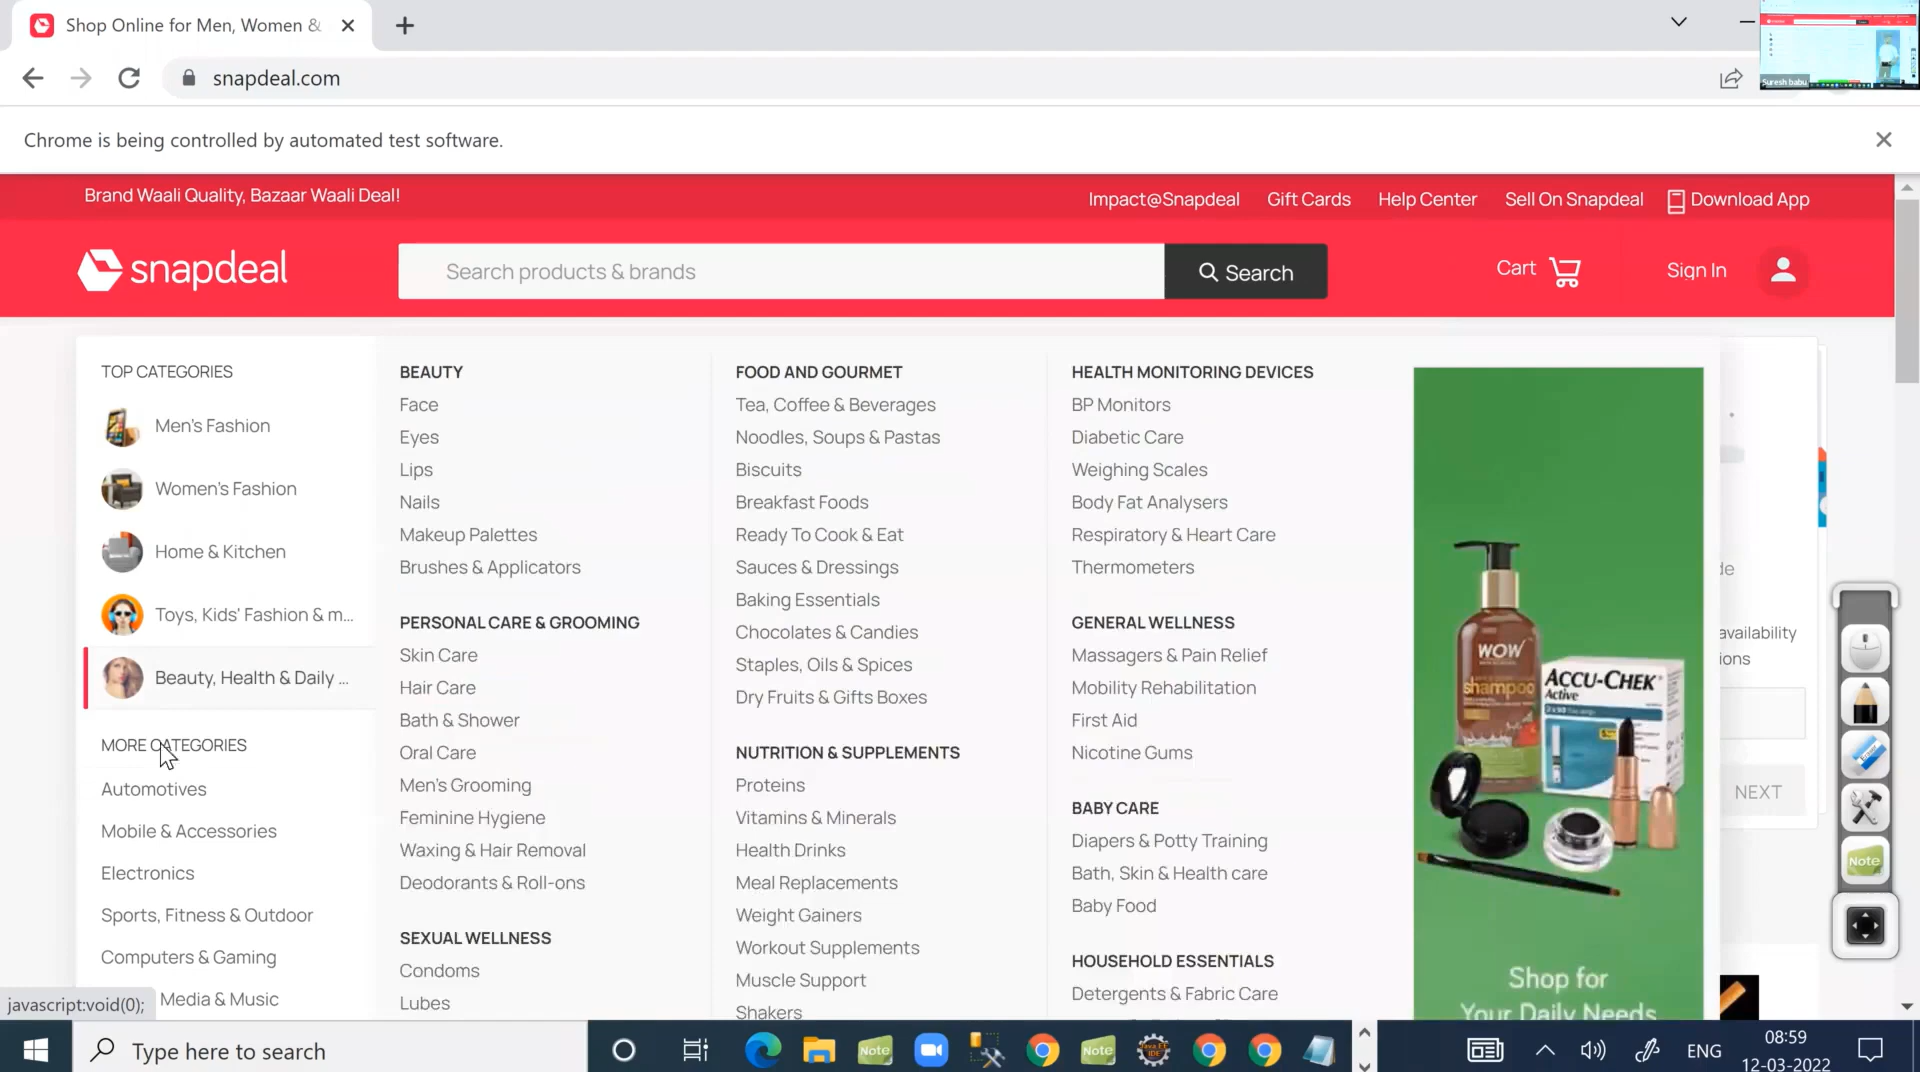 Shop Online for Men, Women &
snapdeal.com
Suresh babu
Chrome is being controlled by automated test software.
Brand Waali Quality, Bazaar Waali Deal!
Impact@Snapdeal
Gift Cards
Help Center
Sell On Snapdeal
Download App
snapdeal
Search products & brands
Search
Cart
Sign In
TOP CATEGORIES
Men's Fashion
Women's Fashion
Home & Kitchen
Toys, Kids' Fashion & m...
Beauty, Health & Daily ...
MORE CATEGORIES
Automotives
Mobile & Accessories
Electronics
Sports, Fitness & Outdoor
Computers & Gaming
Media & Music
javascript:void(0);
BEAUTY
Face
Eyes
Lips
Nails
Makeup Palettes
Brushes & Applicators
PERSONAL CARE & GROOMING
Skin Care
Hair Care
Bath & Shower
Oral Care
Men's Grooming
Feminine Hygiene
Waxing & Hair Removal
Deodorants & Roll-ons
SEXUAL WELLNESS
Condoms
Lubes
FOOD AND GOURMET
Tea, Coffee & Beverages
Noodles, Soups & Pastas
Biscuits
Breakfast Foods
Ready To Cook & Eat
Sauces & Dressings
Baking Essentials
Chocolates & Candies
Staples, Oils & Spices
Dry Fruits & Gifts Boxes
NUTRITION & SUPPLEMENTS
Proteins
Vitamins & Minerals
Health Drinks
Meal Replacements
Weight Gainers
Workout Supplements
Muscle Support
Shakers
HEALTH MONITORING DEVICES
BP Monitors
Diabetic Care
Weighing Scales
Body Fat Analysers
Respiratory & Heart Care
Thermometers
GENERAL WELLNESS
Massagers & Pain Relief
Mobility Rehabilitation
First Aid
Nicotine Gums
BABY CARE
Diapers & Potty Training
Bath, Skin & Health care
Baby Food
HOUSEHOLD ESSENTIALS
Detergents & Fabric Care
WOW
shampoo
ACCU-CHEK
Active
Shop for
Your Daily Needs
de
availability
ions
NEXT
Eraser
Note
Type here to search
Note
Note
Java EE
IDE
ENG
08:59
12-03-2022